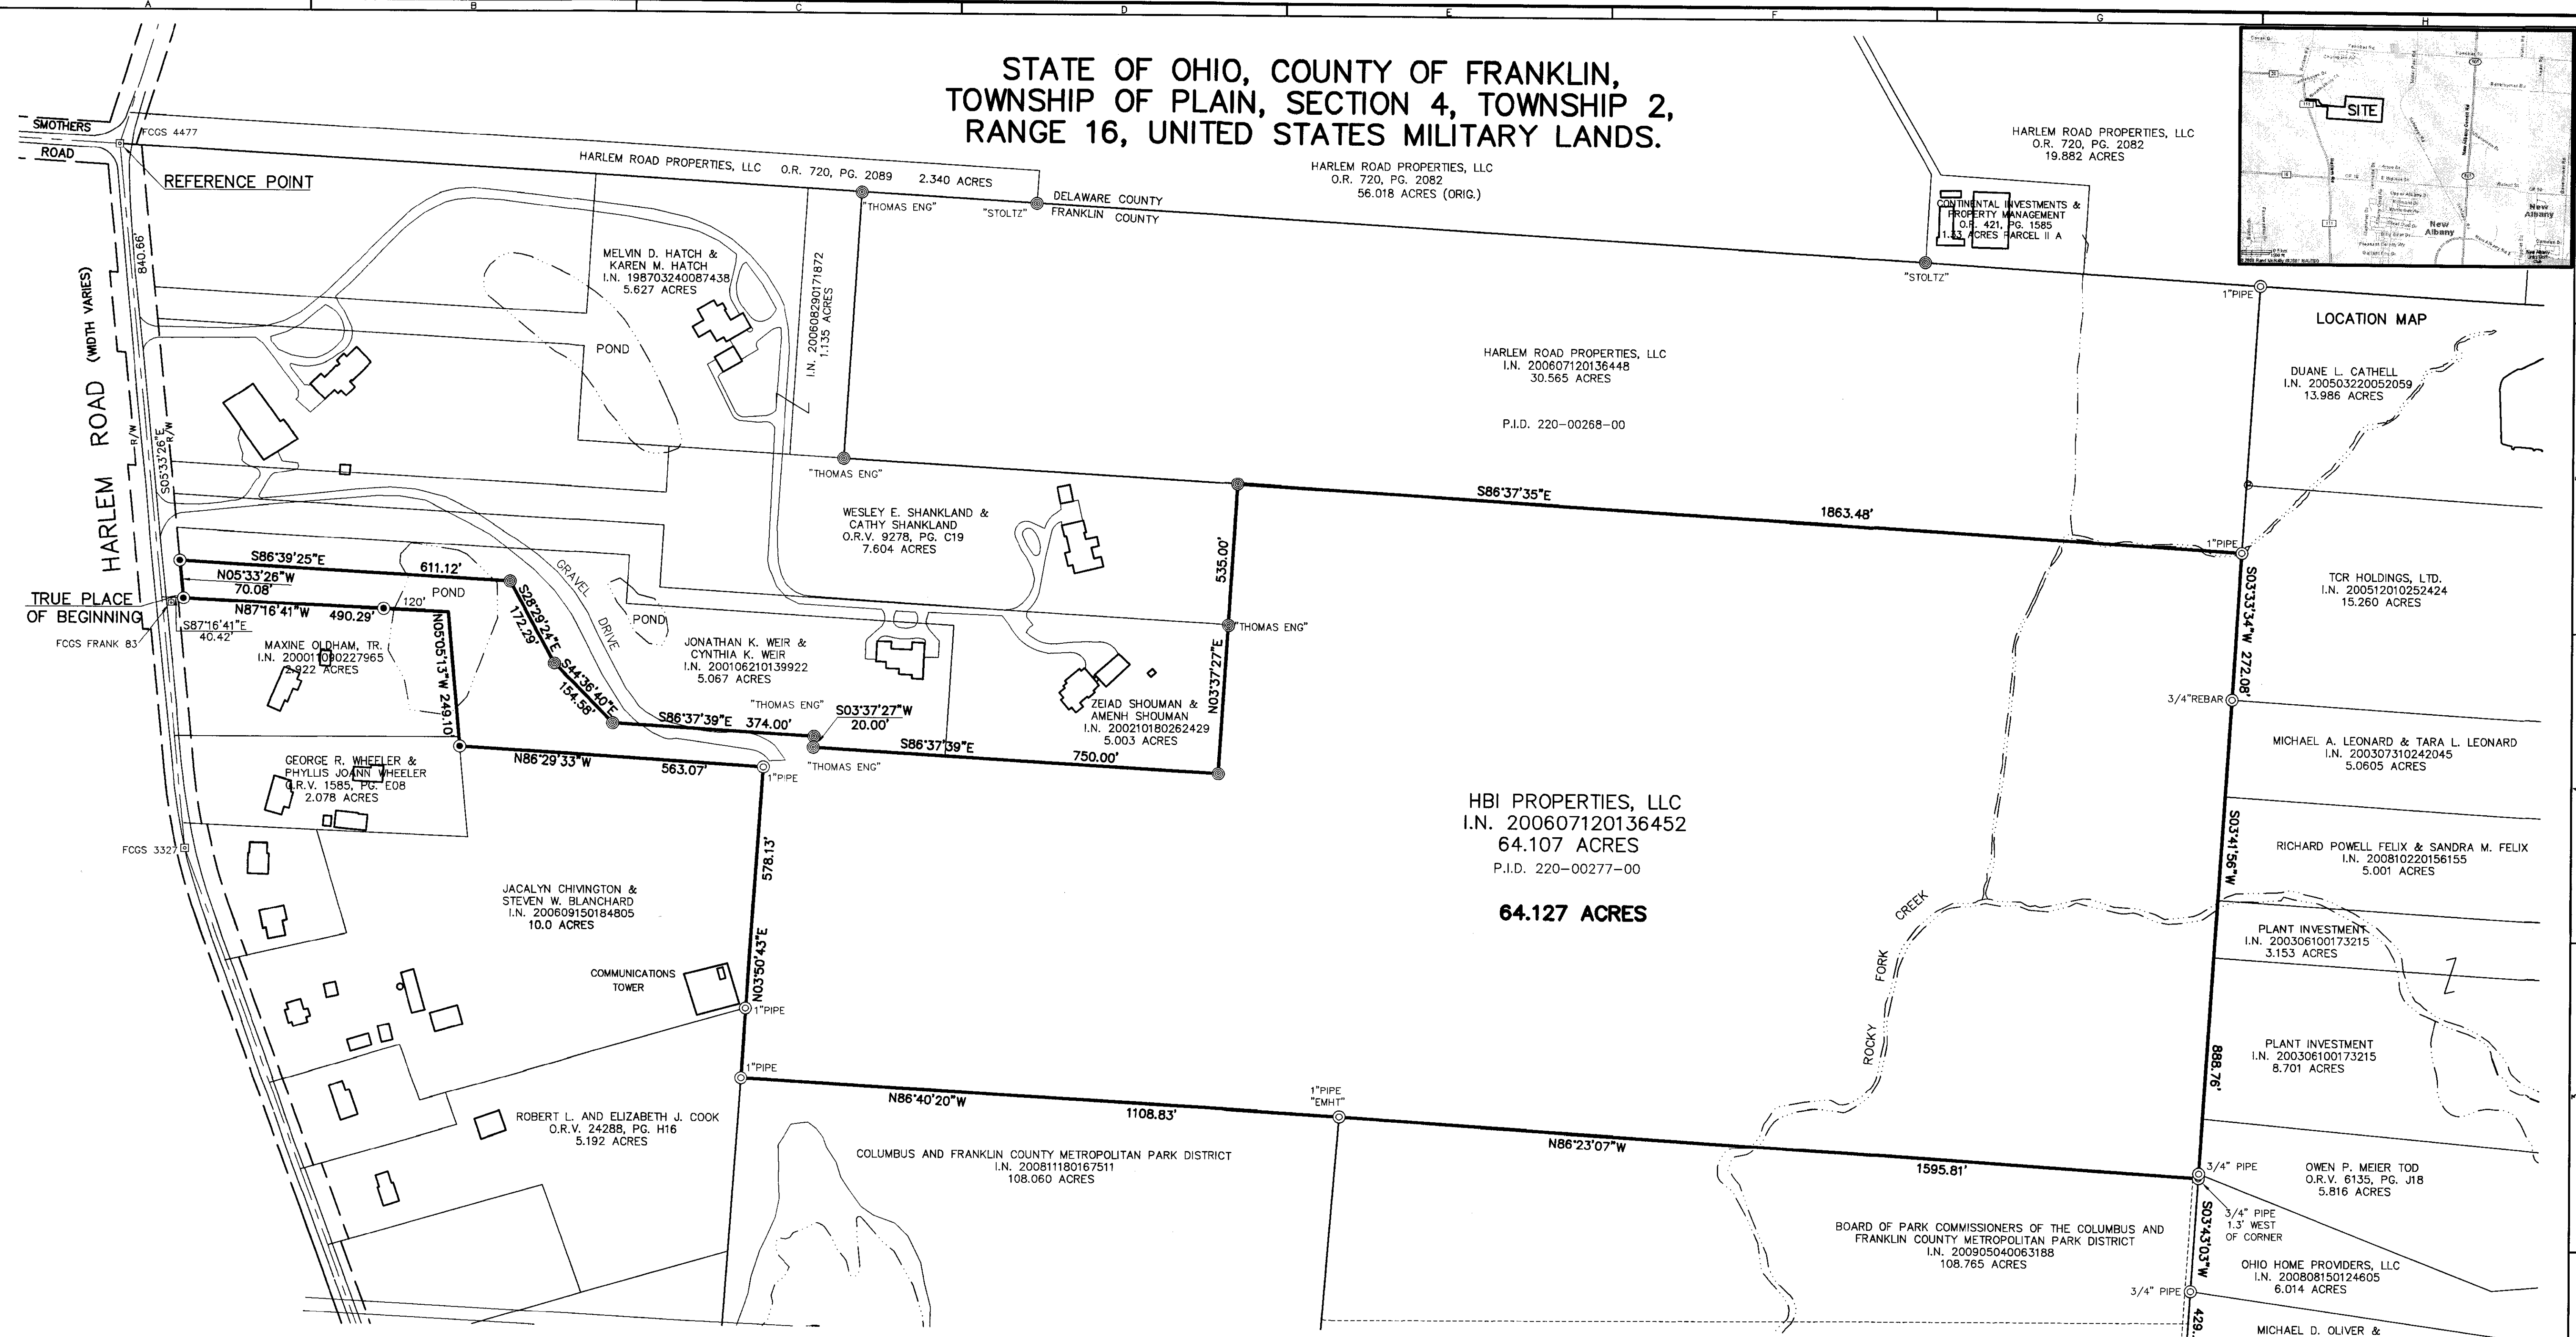 A B C D E F G H
STATE OF OHIO, COUNTY OF FRANKLIN,
TOWNSHIP OF PLAIN, SECTION 4, TOWNSHIP 2,
RANGE 16, UNITED STATES MILITARY LANDS.
SMOTHERS
ROAD
FCGS 4477
REFERENCE POINT
HARLEM ROAD PROPERTIES, LLC O.R. 720, PG. 2089 2.340 ACRES
"THOMAS ENG"
"STOLTZ"
DELAWARE COUNTY
FRANKLIN COUNTY
HARLEM ROAD PROPERTIES, LLC
O.R. 720, PG. 2082
56.018 ACRES (ORIG.)
HARLEM ROAD PROPERTIES, LLC
O.R. 720, PG. 2082
19.882 ACRES
CONTINENTAL INVESTMENTS &
PROPERTY MANAGEMENT
O.R. 421, PG. 1585
11.33 ACRES PARCEL II A
"STOLTZ"
1"PIPE
SITE
New
Albany
New
Albany
LOCATION MAP
HARLEM ROAD (WIDTH VARIES)
840.66'
S05°33'26"E
R/W
R/W
MELVIN D. HATCH &
KAREN M. HATCH
I.N. 198703240087438
5.627 ACRES
I.N. 200608290171872
1.135 ACRES
POND
"THOMAS ENG"
HARLEM ROAD PROPERTIES, LLC
I.N. 200607120136448
30.565 ACRES
P.I.D. 220-00268-00
DUANE L. CATHELL
I.N. 200503220052059
13.986 ACRES
WESLEY E. SHANKLAND &
CATHY SHANKLAND
O.R.V. 9278, PG. C19
7.604 ACRES
S86°37'35"E
1863.48'
1"PIPE
535.00'
N03°37'27"E
"THOMAS ENG"
S86°39'25"E
611.12'
N05°33'26"W
70.08'
TRUE PLACE
OF BEGINNING
N87°16'41"W 490.29'
120'
POND
S87°16'41"E
40.42'
FCGS FRANK 83
MAXINE OLDHAM, TR.
I.N. 200011090227965
2.922 ACRES
N05°05'13"W 249.10'
S28°29'24"E
172.29'
GRAVEL
DRIVE
POND
S44°36'40"E
154.58'
JONATHAN K. WEIR &
CYNTHIA K. WEIR
I.N. 200106210139922
5.067 ACRES
"THOMAS ENG"
S03°37'27"W
20.00'
S86°37'39"E 374.00'
S86°37'39"E
750.00'
"THOMAS ENG"
ZEIAD SHOUMAN &
AMENH SHOUMAN
I.N. 200210180262429
5.003 ACRES
TCR HOLDINGS, LTD.
I.N. 200512010252424
15.260 ACRES
S03°33'34"W 272.08'
3/4"REBAR
MICHAEL A. LEONARD & TARA L. LEONARD
I.N. 200307310242045
5.0605 ACRES
GEORGE R. WHEELER &
PHYLLIS JOANN WHEELER
O.R.V. 1585, PG. E08
2.078 ACRES
N86°29'33"W
563.07'
1"PIPE
FCGS 3327
HBI PROPERTIES, LLC
I.N. 200607120136452
64.107 ACRES
P.I.D. 220-00277-00
64.127 ACRES
S03°41'56"W
888.76'
RICHARD POWELL FELIX & SANDRA M. FELIX
I.N. 200810220156155
5.001 ACRES
578.13'
N03°50'43"E
JACALYN CHIVINGTON &
STEVEN W. BLANCHARD
I.N. 200609150184805
10.0 ACRES
COMMUNICATIONS
TOWER
1"PIPE
1"PIPE
ROCKY FORK CREEK
PLANT INVESTMENT
I.N. 200306100173215
3.153 ACRES
PLANT INVESTMENT
I.N. 200306100173215
8.701 ACRES
ROBERT L. AND ELIZABETH J. COOK
O.R.V. 24288, PG. H16
5.192 ACRES
N86°40'20"W
1108.83'
1"PIPE
"EMHT"
N86°23'07"W
1595.81'
COLUMBUS AND FRANKLIN COUNTY METROPOLITAN PARK DISTRICT
I.N. 200811180167511
108.060 ACRES
3/4" PIPE
OWEN P. MEIER TOD
O.R.V. 6135, PG. J18
5.816 ACRES
3/4" PIPE
1.3' WEST
OF CORNER
BOARD OF PARK COMMISSIONERS OF THE COLUMBUS AND
FRANKLIN COUNTY METROPOLITAN PARK DISTRICT
I.N. 200905040063188
108.765 ACRES
S03°43'03"W
429.
3/4" PIPE
OHIO HOME PROVIDERS, LLC
I.N. 200808150124605
6.014 ACRES
MICHAEL D. OLIVER &